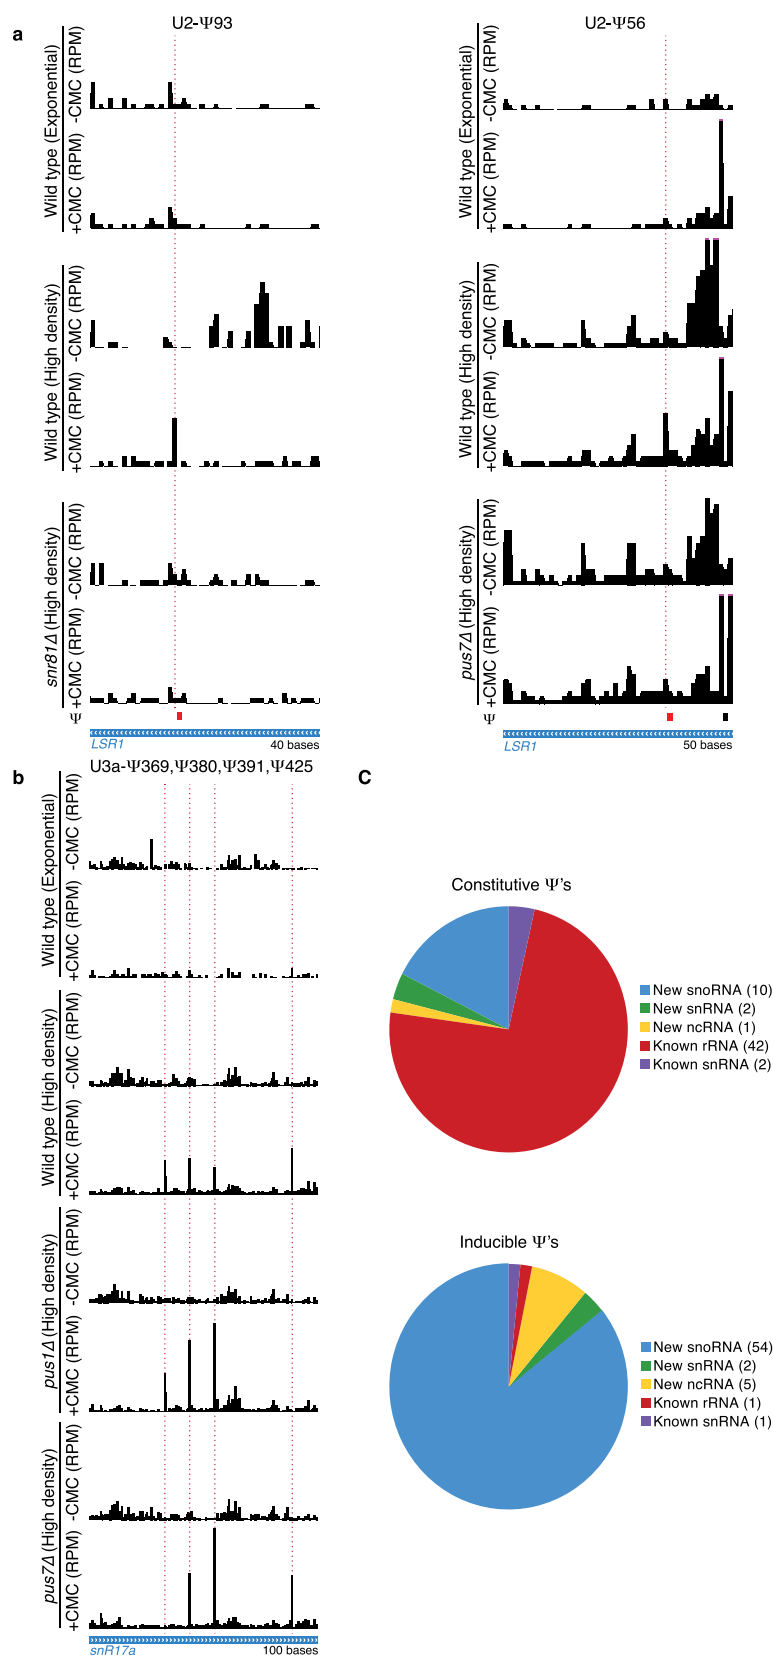 a
U2-Ψ93
U2-Ψ56
Wild type (Exponential)
-CMC (RPM)
+CMC (RPM)
Wild type (High density)
-CMC (RPM)
+CMC (RPM)
snr81Δ (High density)
-CMC (RPM)
+CMC (RPM)
Ψ
LSR1
40 bases
Wild type (Exponential)
-CMC (RPM)
+CMC (RPM)
Wild type (High density)
-CMC (RPM)
+CMC (RPM)
pus7Δ (High density)
-CMC (RPM)
+CMC (RPM)
LSR1
50 bases
b
U3a-Ψ369,Ψ380,Ψ391,Ψ425
Wild type (Exponential)
-CMC (RPM)
+CMC (RPM)
Wild type (High density)
-CMC (RPM)
+CMC (RPM)
pus1Δ (High density)
-CMC (RPM)
+CMC (RPM)
pus7Δ (High density)
-CMC (RPM)
+CMC (RPM)
snR17a
100 bases
c
Constitutive Ψ's
New snoRNA (10)
New snRNA (2)
New ncRNA (1)
Known rRNA (42)
Known snRNA (2)
Inducible Ψ's
New snoRNA (54)
New snRNA (2)
New ncRNA (5)
Known rRNA (1)
Known snRNA (1)